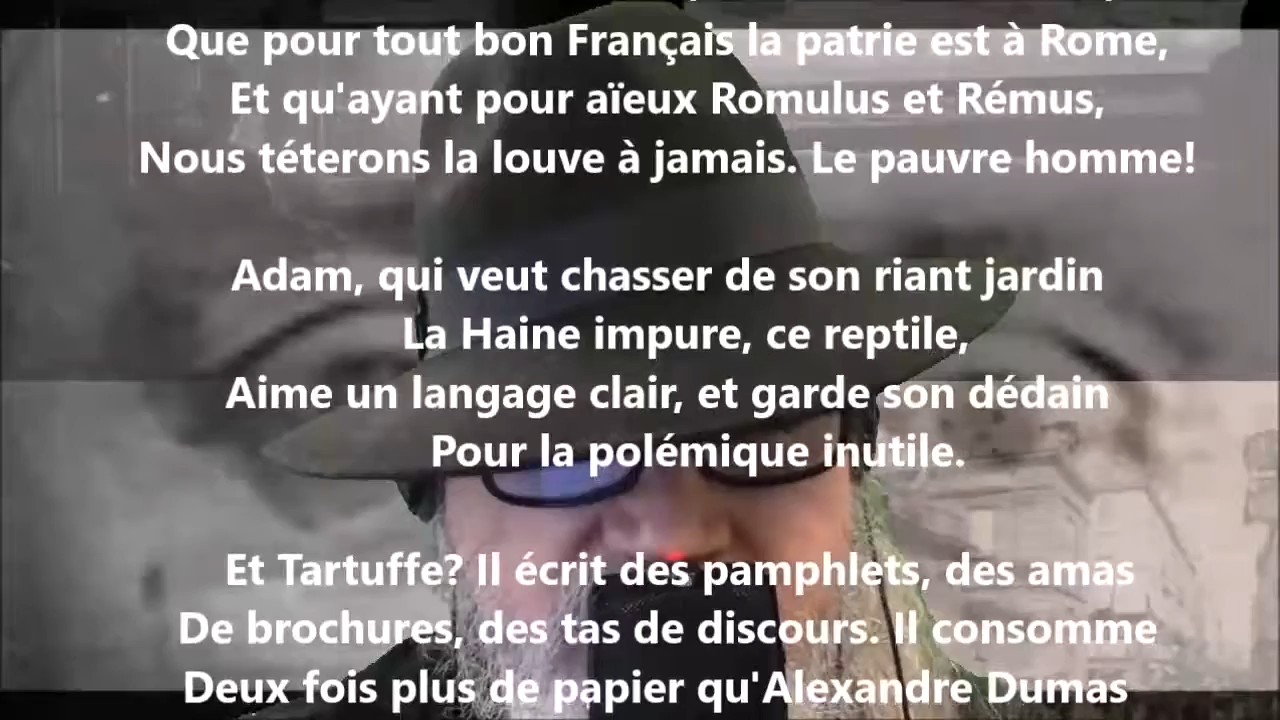 Que pour tout bon Français la patrie est à Rome,
Et qu'ayant pour aïeux Romulus et Rémus,
Nous téterons la louve à jamais. Le pauvre homme!
Adam, qui veut chasser de son riant jardin
La Haine impure, ce reptile,
Aime un langage clair, et garde son dédain
Pour la polémique inutile.
Et Tartuffe? Il écrit des pamphlets, des amas
De brochures, des tas de discours. Il consomme
Deux fois plus de papier qu'Alexandre Dumas